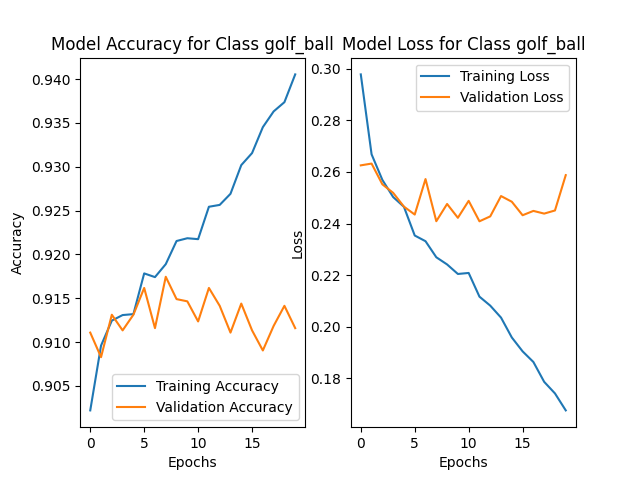 Model Accuracy for Class golf_ball
0.940
0.935
0.930
0.925
0.920
0.915
0.910
0.905
Accuracy
Training Accuracy
Validation Accuracy
0 5 10 15
Epochs
Model Loss for Class golf_ball
0.30
0.28
0.26
0.24
0.22
0.20
0.18
Loss
Training Loss
Validation Loss
0 5 10 15
Epochs